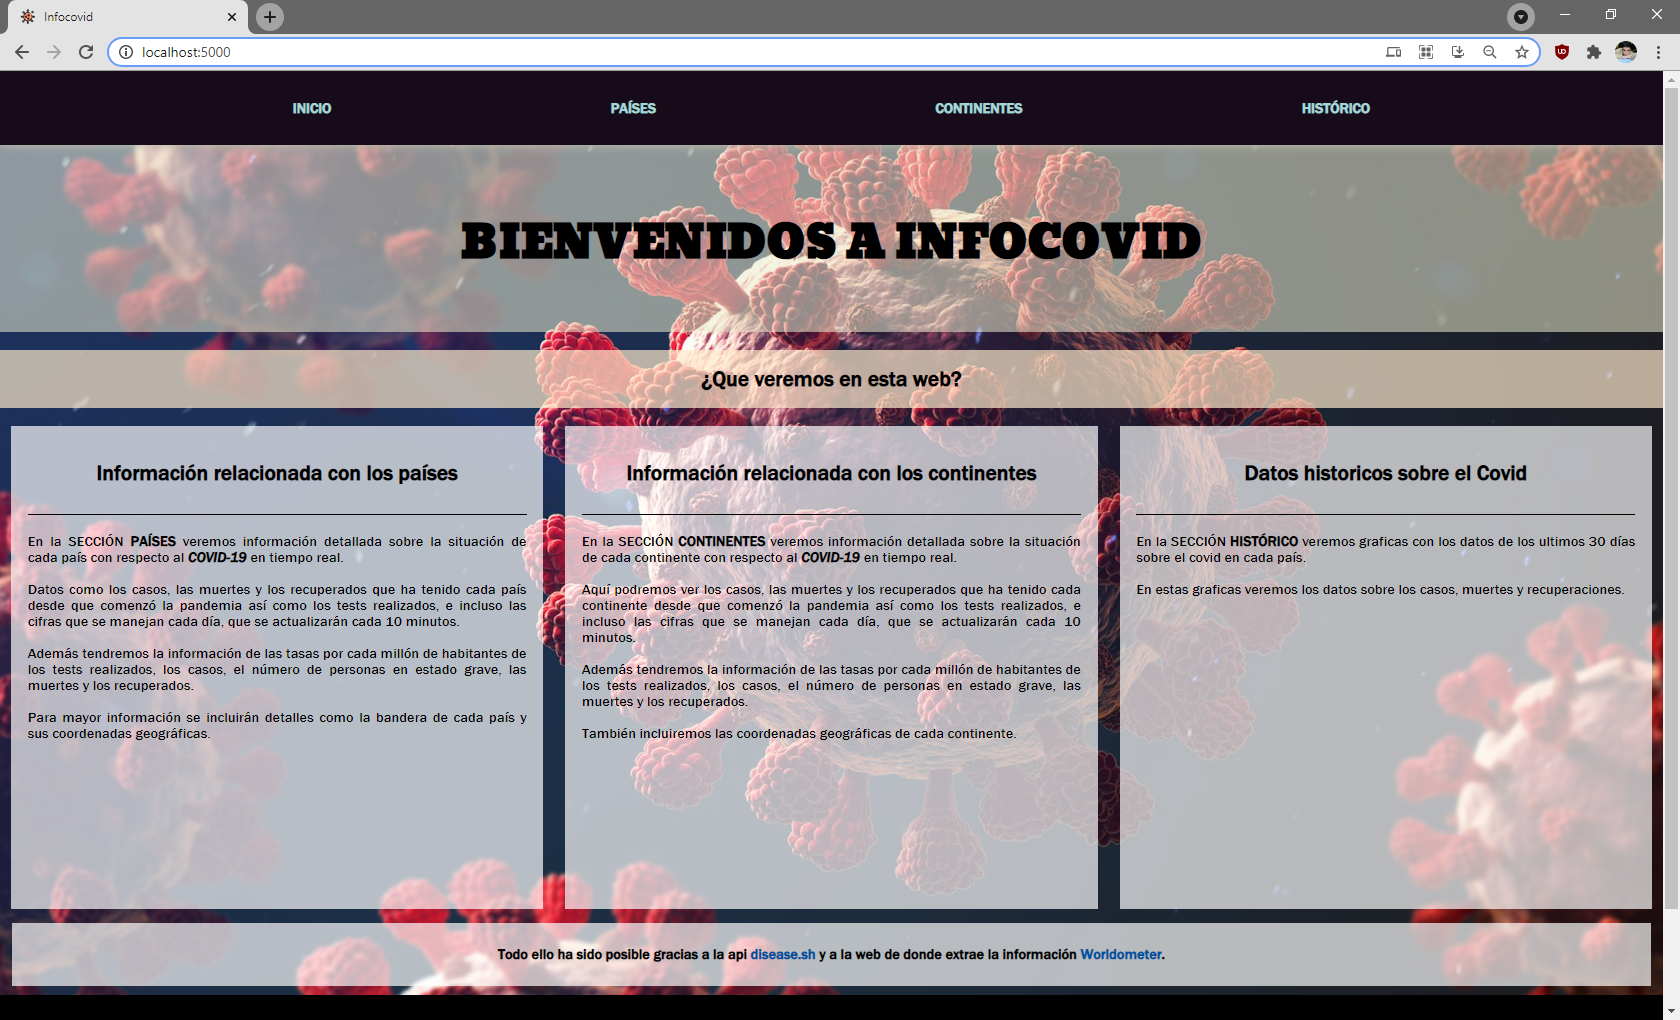 Infocovid
localhost:5000
INICIO
PAÍSES
CONTINENTES
HISTÓRICO
BIENVENIDOS A INFOCOVID
¿Que veremos en esta web?
Información relacionada con los países
En la SECCIÓN PAÍSES veremos información detallada sobre la situación de
cada país con respecto al COVID-19 en tiempo real.
Datos como los casos, las muertes y los recuperados que ha tenido cada país
desde que comenzó la pandemia así como los tests realizados, e incluso las
cifras que se manejan cada día, que se actualizarán cada 10 minutos.
Además tendremos la información de las tasas por cada millón de habitantes de
los tests realizados, los casos, el número de personas en estado grave, las
muertes y los recuperados.
Para mayor información se incluirán detalles como la bandera de cada país y
sus coordenadas geográficas.
Información relacionada con los continentes
En la SECCIÓN CONTINENTES veremos información detallada sobre la situación
de cada continente con respecto al COVID-19 en tiempo real.
Aquí podremos ver los casos, las muertes y los recuperados que ha tenido cada
continente desde que comenzó la pandemia así como los tests realizados, e
incluso las cifras que se manejan cada día, que se actualizarán cada 10
minutos.
Además tendremos la información de las tasas por cada millón de habitantes de
los tests realizados, los casos, el número de personas en estado grave, las
muertes y los recuperados.
También incluiremos las coordenadas geográficas de cada continente.
Datos historicos sobre el Covid
En la SECCIÓN HISTÓRICO veremos graficas con los datos de los ultimos 30 días
sobre el covid en cada país.
En estas graficas veremos los datos sobre los casos, muertes y recuperaciones.
Todo ello ha sido posible gracias a la api disease.sh y a la web de donde extrae la información Worldometer.